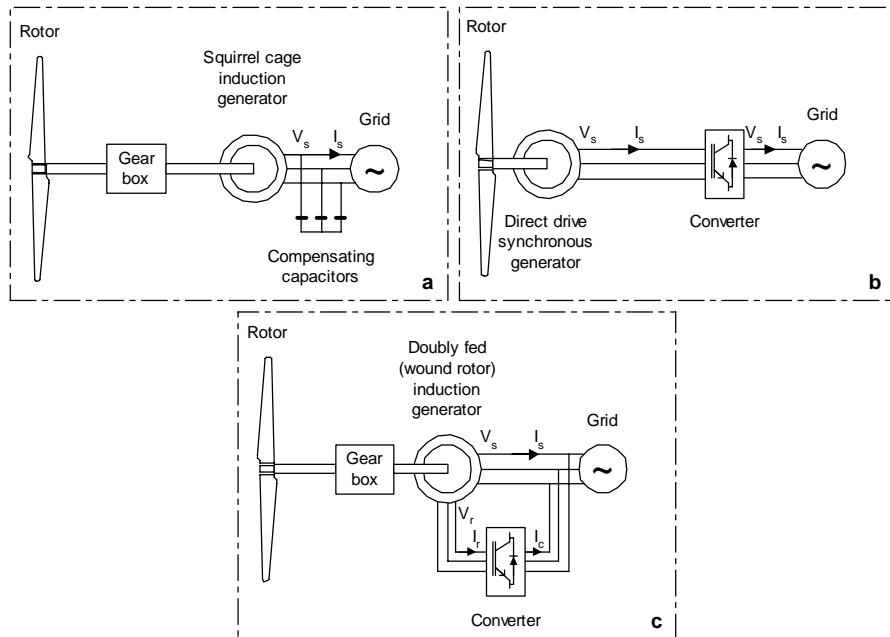 Rotor
Squirrel cage
induction
generator
Grid
V_s I_s
Gear
box
~
Compensating
capacitors
a
Rotor
V_s I_s
V_s I_s
Grid
~
Direct drive
synchronous
generator
Converter
b
Rotor
Doubly fed
(wound rotor)
induction
generator
Grid
V_s I_s
Gear
box
~
V_r
I_r I_c
Converter
c